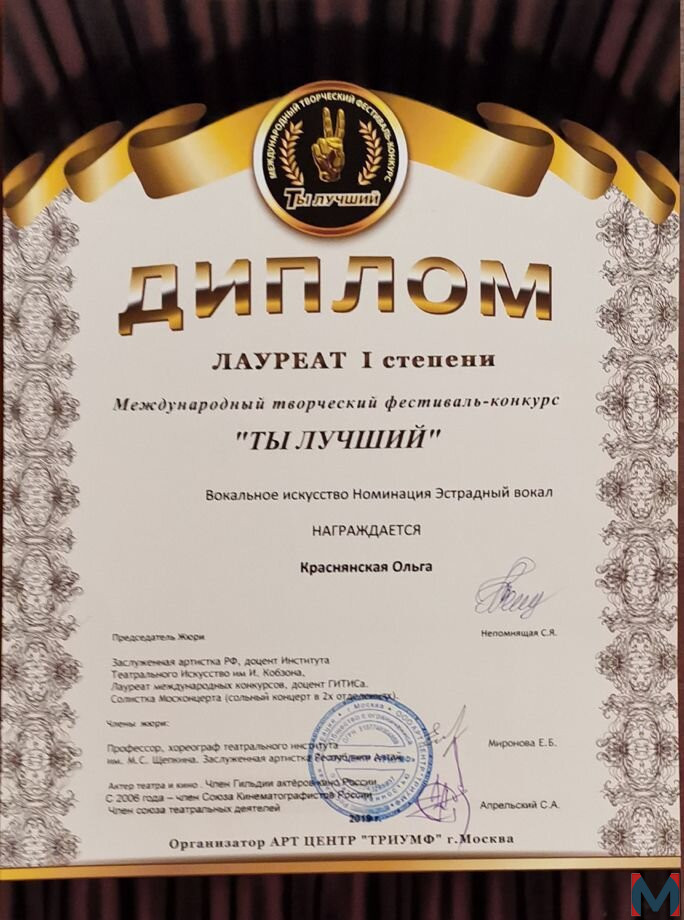 МЕЖДУНАРОДНЫЙ ТВОРЧЕСКИЙ ФЕСТИВАЛЬ-КОНКУРС
ТЫ ЛУЧШИЙ
ДИПЛОМ
ЛАУРЕАТ I степени
Международный творческий фестиваль-конкурс
"ТЫ ЛУЧШИЙ"
Вокальное искусство Номинация Эстрадный вокал
НАГРАЖДАЕТСЯ
Краснянская Ольга
Председатель Жюри
Непомнящая С.Я.
Заслуженная артистка РФ, доцент Института
Театрального Искусство им И. Кобзона,
Лауреат международных конкурсов, доцент ГИТИСа.
Солистка Москонцерта (сольный концерт в 2х отделениях).
Члены жюри:
Профессор, хореограф театрального института
Миронова Е.Б.
им. М.С. Щепкина. Заслуженная артистка Республики
Актер театра и кино. Член Гильдии актёров кино России
С 2006 года – член Союза Кинематографистов России
Апрельский С.А.
Член союза театральных деятелей
2019 г.
Организатор АРТ ЦЕНТР "ТРИУМФ" г.Москва
М